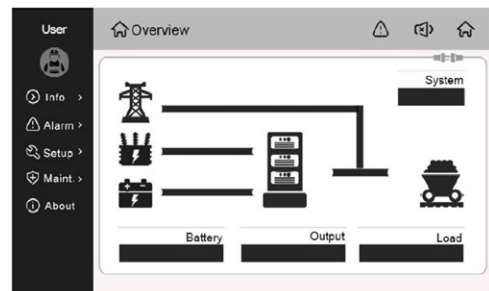 User
Overview
Info
Alarm
Setup
Maint.
About
System
Battery
Output
Load